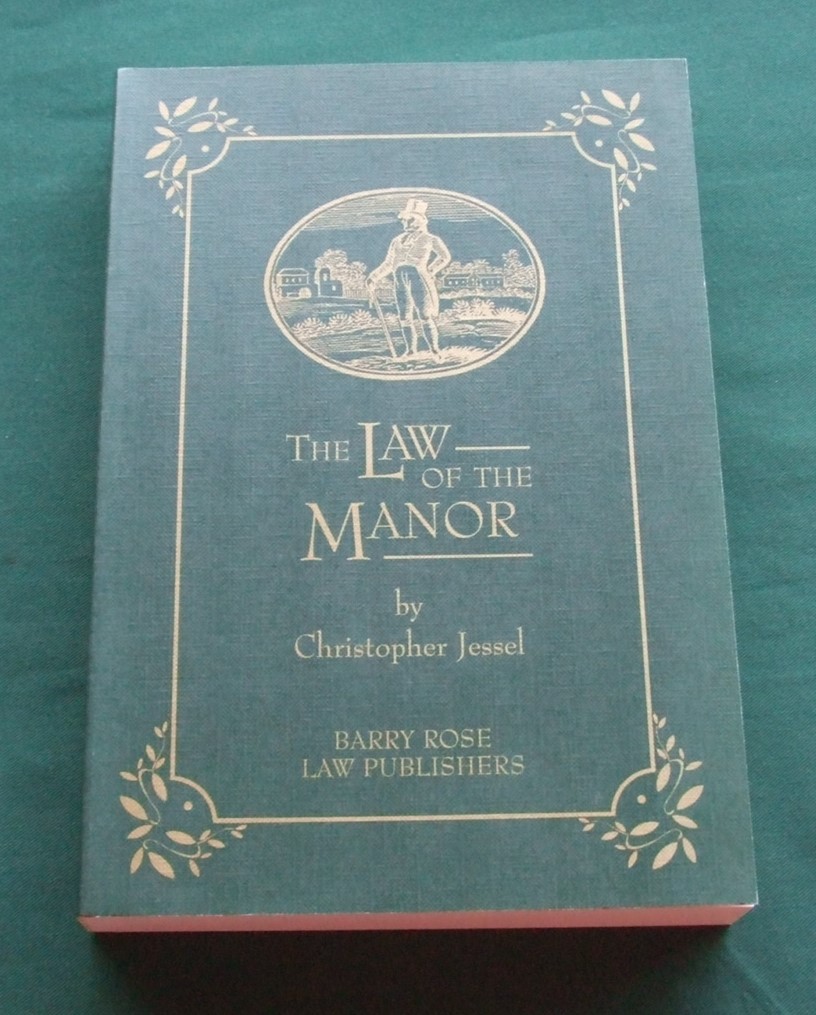 THE LAW
OF THE
MANOR
by
Christopher Jessel
BARRY ROSE
LAW PUBLISHERS